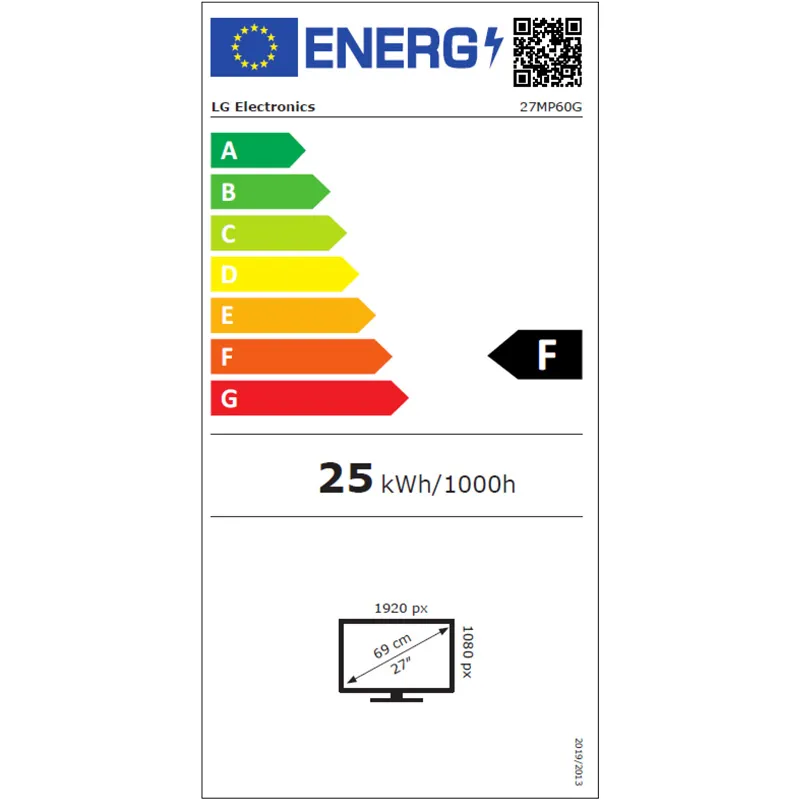 ENERG
LG Electronics 27MP60G
A
B
C
D
E
F
F
G
25 kWh/1000h
1920 px
1080 px
69 cm
27"
2019/2013